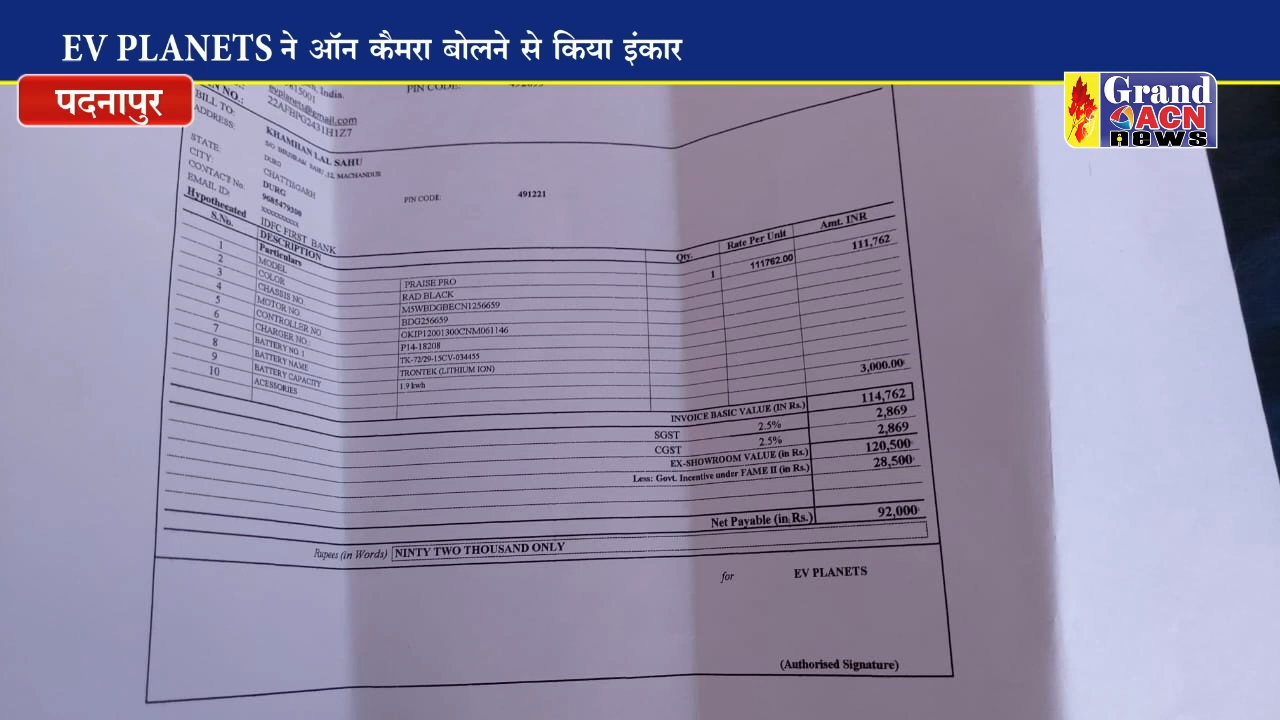 EV PLANETS ने ऑन कैमरा बोलने से किया इंकार
पदनापुर
Grand
ACN
news
Indis.
PIN CODE:
22AFBPG2431H1Z7
BILL TO: KHAMHAN LAL SAHU
ADDRESS: MACHANDUR
STATE: CHATTISGARH
CITY: DURG PIN CODE: 491221
CONTACT No: 9685479300
EMAIL ID: xxxxxxxxxx
Hypothecated IDFC FIRST BANK
S.No. DESCRIPTION Qty. Rate Per Unit Amt. INR
Particulars
1 MODEL PRAISE PRO 1 111762.00 111,762
2 COLOR RAD BLACK
3 CHASSIS NO M5WBDGBECN1256659
4 MOTOR NO BDG256659
5 CONTROLLER NO OKIP12001300CNM061146
6 CHARGER NO.: P14-18208
7 BATTERY NO. 1 TK-72/29-15CV-034455
8 BATTERY NAME TRONTEK (LITHIUM ION)
9 BATTERY CAPACITY 1.9 kwh
10 ACESSORIES 3,000.00
INVOICE BASIC VALUE (IN Rs.) 114,762
SGST 2.5% 2,869
CGST 2.5% 2,869
EX-SHOWROOM VALUE (in Rs.) 120,500
Less: Govt. Incentive under FAME II (in Rs.) 28,500
Net Payable (in Rs.) 92,000
Rupees (in Words) NINTY TWO THOUSAND ONLY
for EV PLANETS
(Authorised Signature)